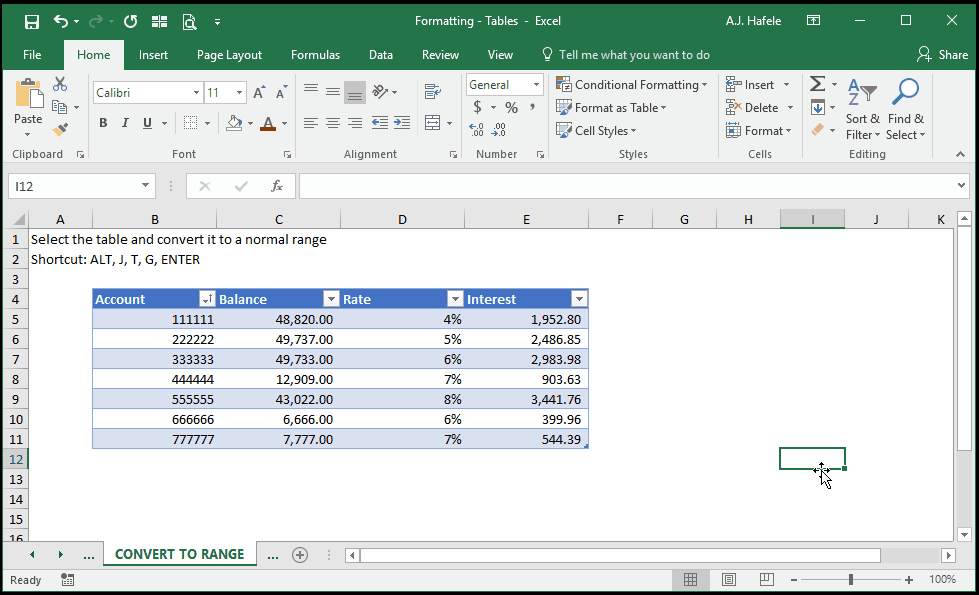 Formatting - Tables - Excel
A.J. Hafele
File Home Insert Page Layout Formulas Data Review View Tell me what you want to do Share
Calibri 11 General Conditional Formatting Insert
$ % , Format as Table Delete
Paste B I U A Cell Styles Format Sort & Filter Find & Select
Clipboard Font Alignment Number Styles Cells Editing
I12 fx
A B C D E F G H I J K
1 Select the table and convert it to a normal range
2 Shortcut: ALT, J, T, G, ENTER
3
4 Account Balance Rate Interest
5 111111 48,820.00 4% 1,952.80
6 222222 49,737.00 5% 2,486.85
7 333333 49,733.00 6% 2,983.98
8 444444 12,909.00 7% 903.63
9 555555 43,022.00 8% 3,441.76
10 666666 6,666.00 6% 399.96
11 777777 7,777.00 7% 544.39
12
13
14
15
16
... CONVERT TO RANGE ...
Ready 100%